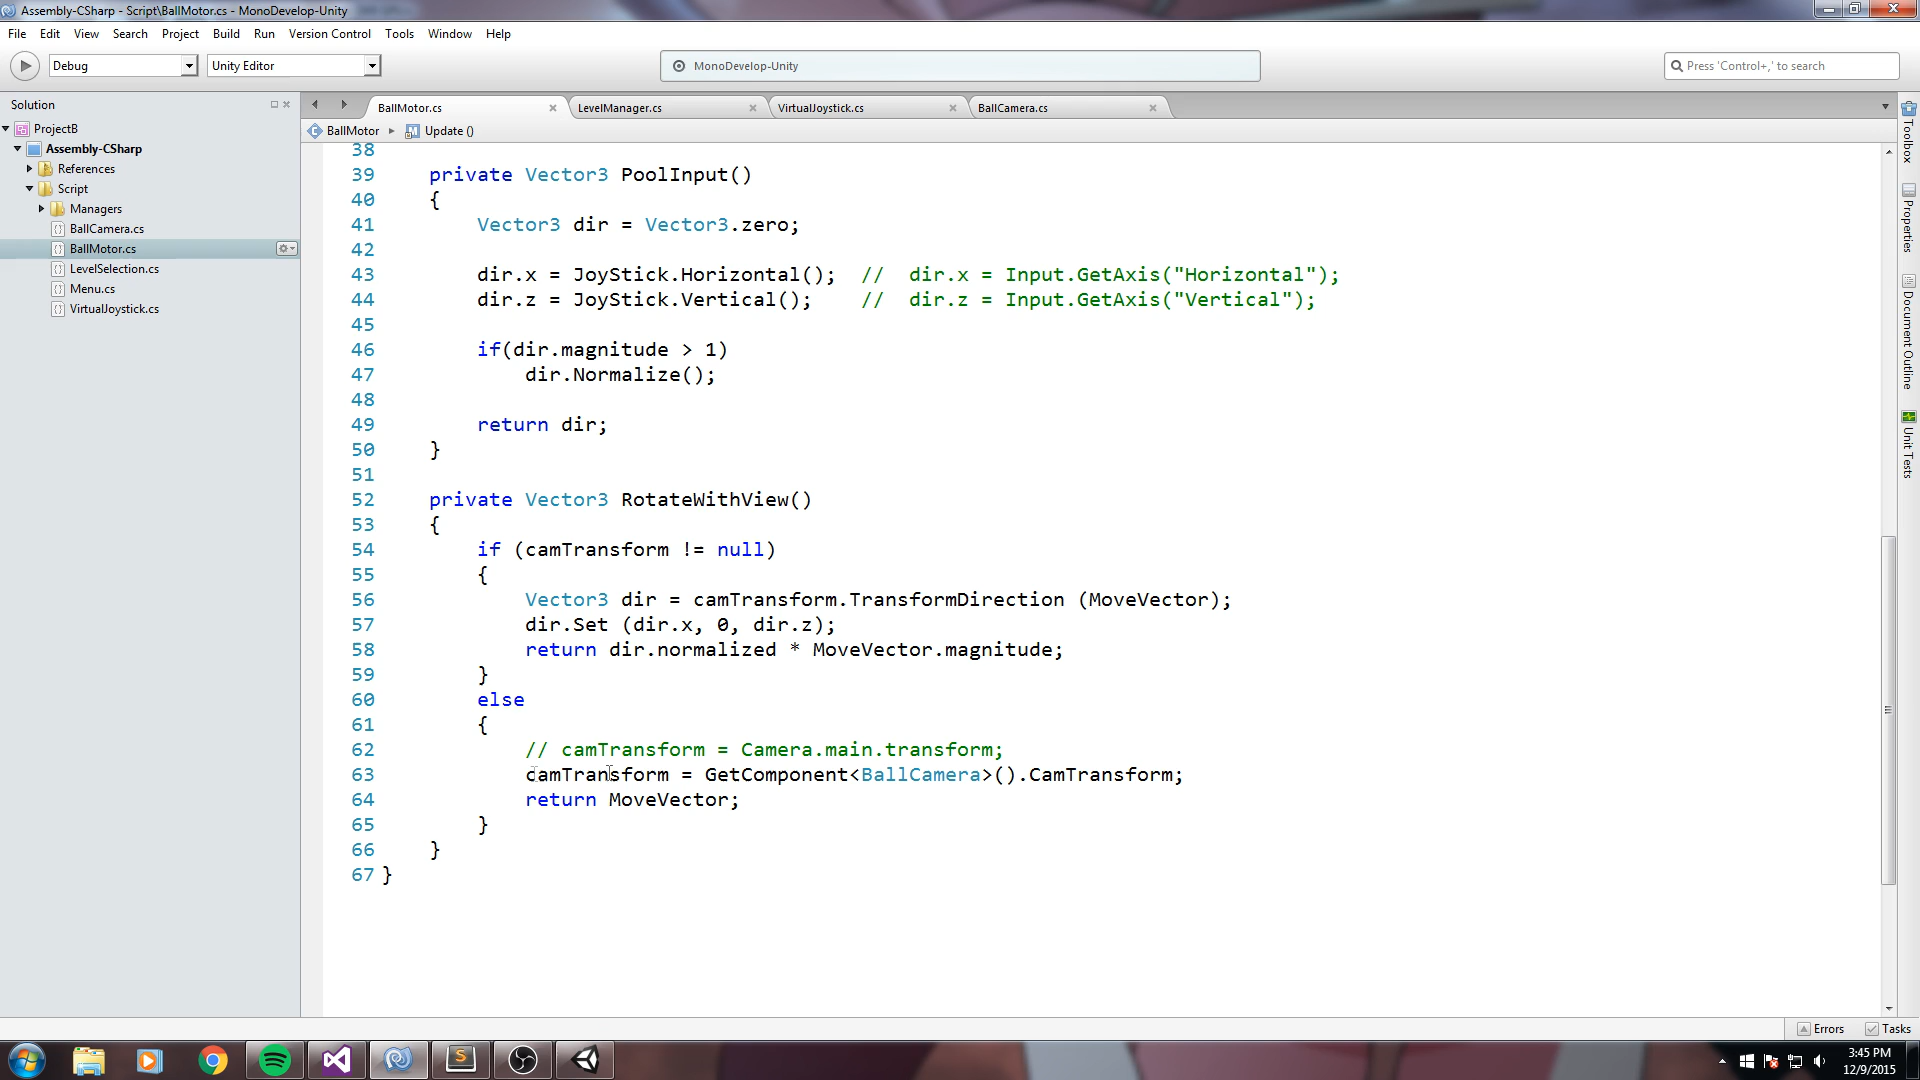 Assembly-CSharp - Script\BallMotor.cs - MonoDevelop-Unity
File Edit View Search Project Build Run Version Control Tools Window Help
Debug Unity Editor MonoDevelop-Unity Press 'Control+,' to search
Solution
ProjectB
Assembly-CSharp
References
Script
Managers
BallCamera.cs
BallMotor.cs
LevelSelection.cs
Menu.cs
VirtualJoystick.cs
BallMotor.cs LevelManager.cs VirtualJoystick.cs BallCamera.cs
BallMotor Update ()
38
39 private Vector3 PoolInput()
40 {
41 Vector3 dir = Vector3.zero;
42
43 dir.x = JoyStick.Horizontal(); // dir.x = Input.GetAxis("Horizontal");
44 dir.z = JoyStick.Vertical(); // dir.z = Input.GetAxis("Vertical");
45
46 if(dir.magnitude > 1)
47 dir.Normalize();
48
49 return dir;
50 }
51
52 private Vector3 RotateWithView()
53 {
54 if (camTransform != null)
55 {
56 Vector3 dir = camTransform.TransformDirection (MoveVector);
57 dir.Set (dir.x, 0, dir.z);
58 return dir.normalized * MoveVector.magnitude;
59 }
60 else
61 {
62 // camTransform = Camera.main.transform;
63 camTransform = GetComponent<BallCamera>().CamTransform;
64 return MoveVector;
65 }
66 }
67 }
Toolbox
Properties
Document Outline
Unit Tests
Errors Tasks
3:45 PM
12/9/2015